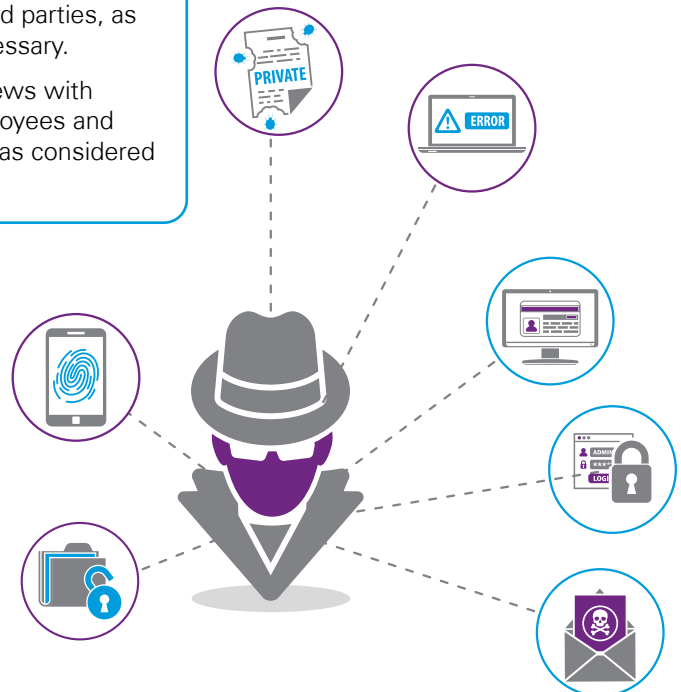 d parties, as
essary.
ews with
oyees and
as considered
PRIVATE
ERROR
ADMIN
****
LOGI